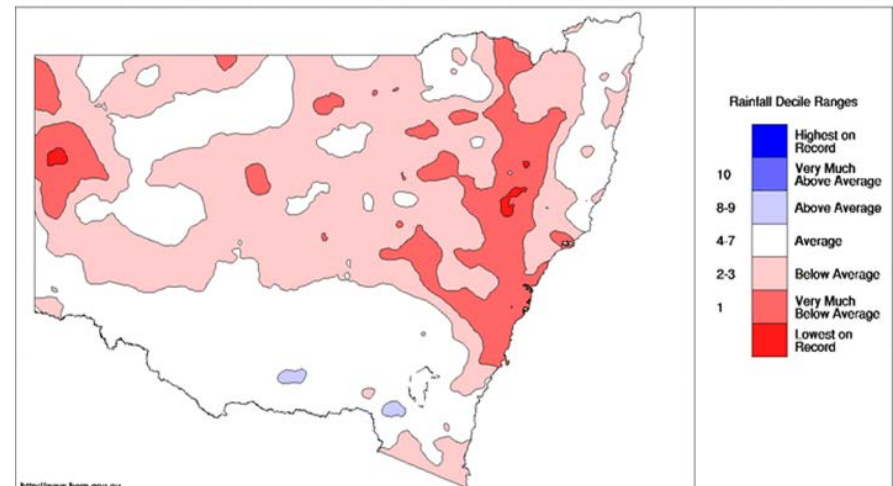 Rainfall Decile Ranges
Highest on
Record
10
Very Much
Above Average
8-9
Above Average
4-7
Average
2-3
Below Average
1
Very Much
Below Average
Lowest on
Record